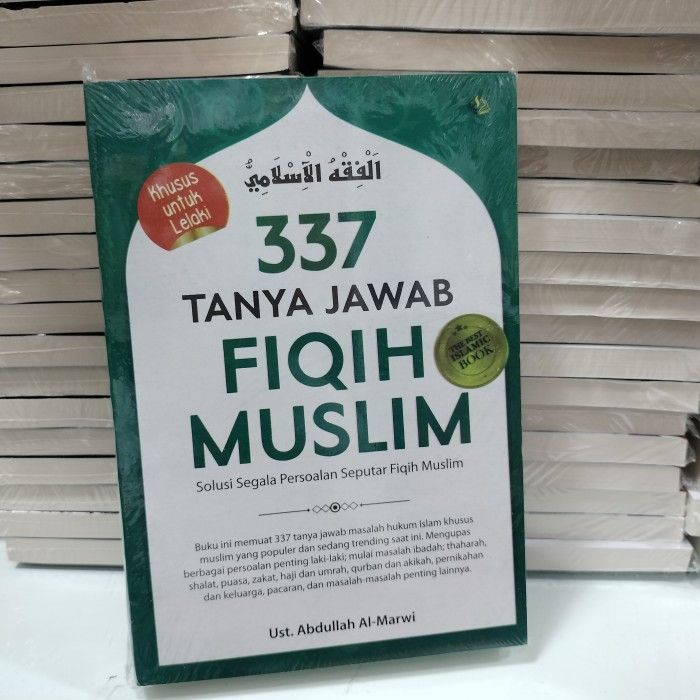 اَلْفِقْهُ الْاِسْلَامِيُّ
Khusus
untuk
Lelaki
337
TANYA JAWAB
FIQIH
MUSLIM
THE BEST
ISLAMIC
BOOK
Solusi Segala Persoalan Seputar Fiqih Muslim
Buku ini memuat 337 tanya jawab masalah hukum Islam khusus
muslim yang populer dan sedang trending saat ini. Mengupas
berbagai persoalan penting laki-laki; mulai masalah ibadah; thaharah,
shalat, puasa, zakat, haji dan umrah, qurban dan akikah, pernikahan
dan keluarga, pacaran, dan masalah-masalah penting lainnya.
Ust. Abdullah Al-Marwi